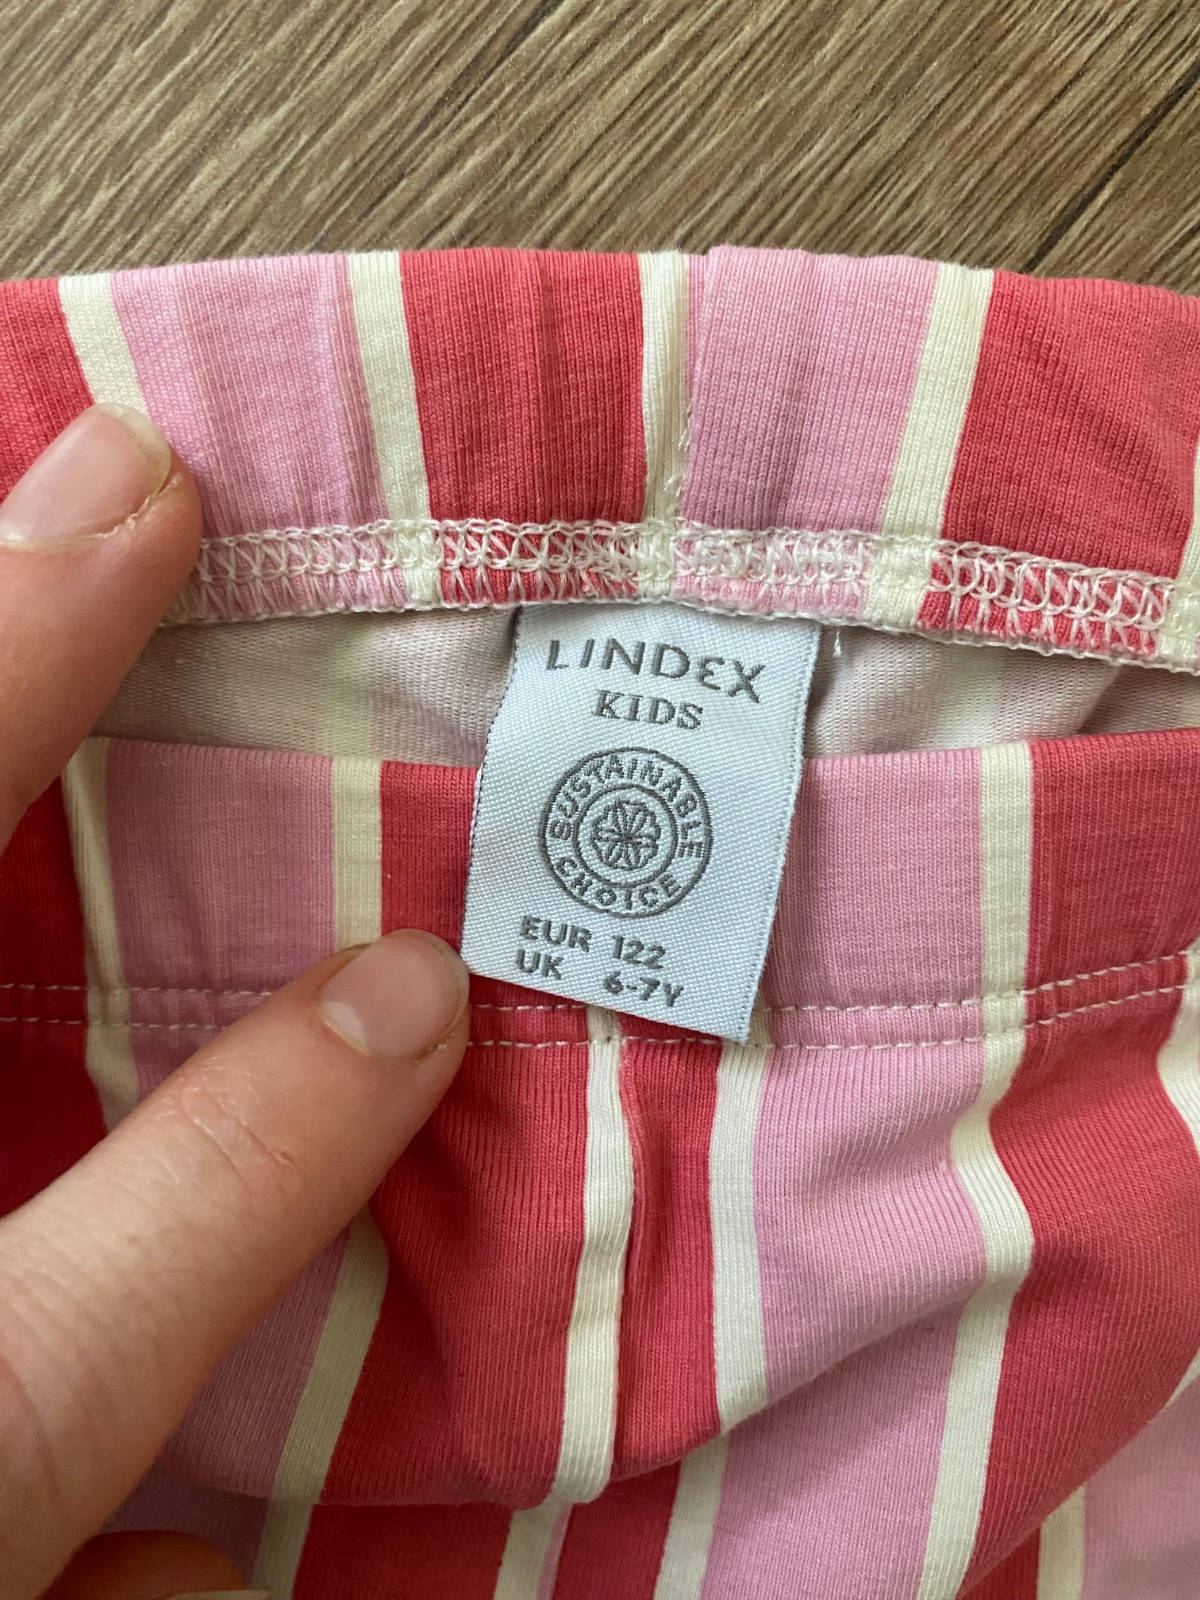 LINDEX
KIDS
SUSTAINABLE
CHOICE
EUR 122
UK 6-7Y